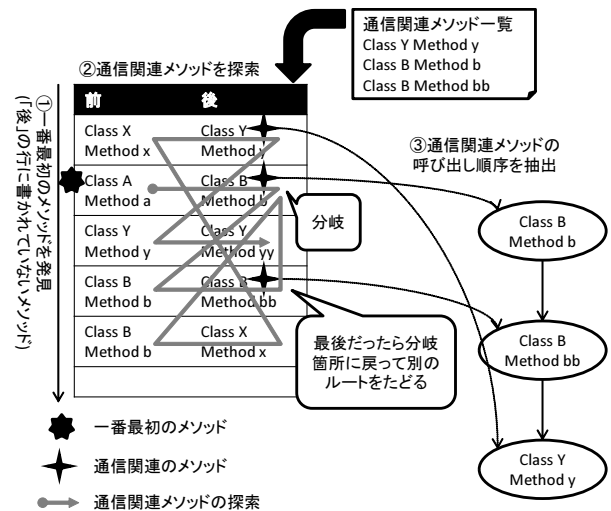 通信関連メソッド一覧
Class Y Method y
Class B Method b
Class B Method bb
②通信関連メソッドを探索
①一番最初のメソッドを発見
(「後」の行に書かれていないメソッド)
前 後
Class X Class Y
Method x Method y
Class A Class B
Method a Method b
Class Y Class Y
Method y Method yy
Class B Class B
Method b Method bb
Class B Class X
Method b Method x
分岐
最後だったら分岐
箇所に戻って別の
ルートをたどる
③通信関連メソッドの
呼び出し順序を抽出
Class B
Method b
Class B
Method bb
Class Y
Method y
一番最初のメソッド
通信関連のメソッド
通信関連メソッドの探索